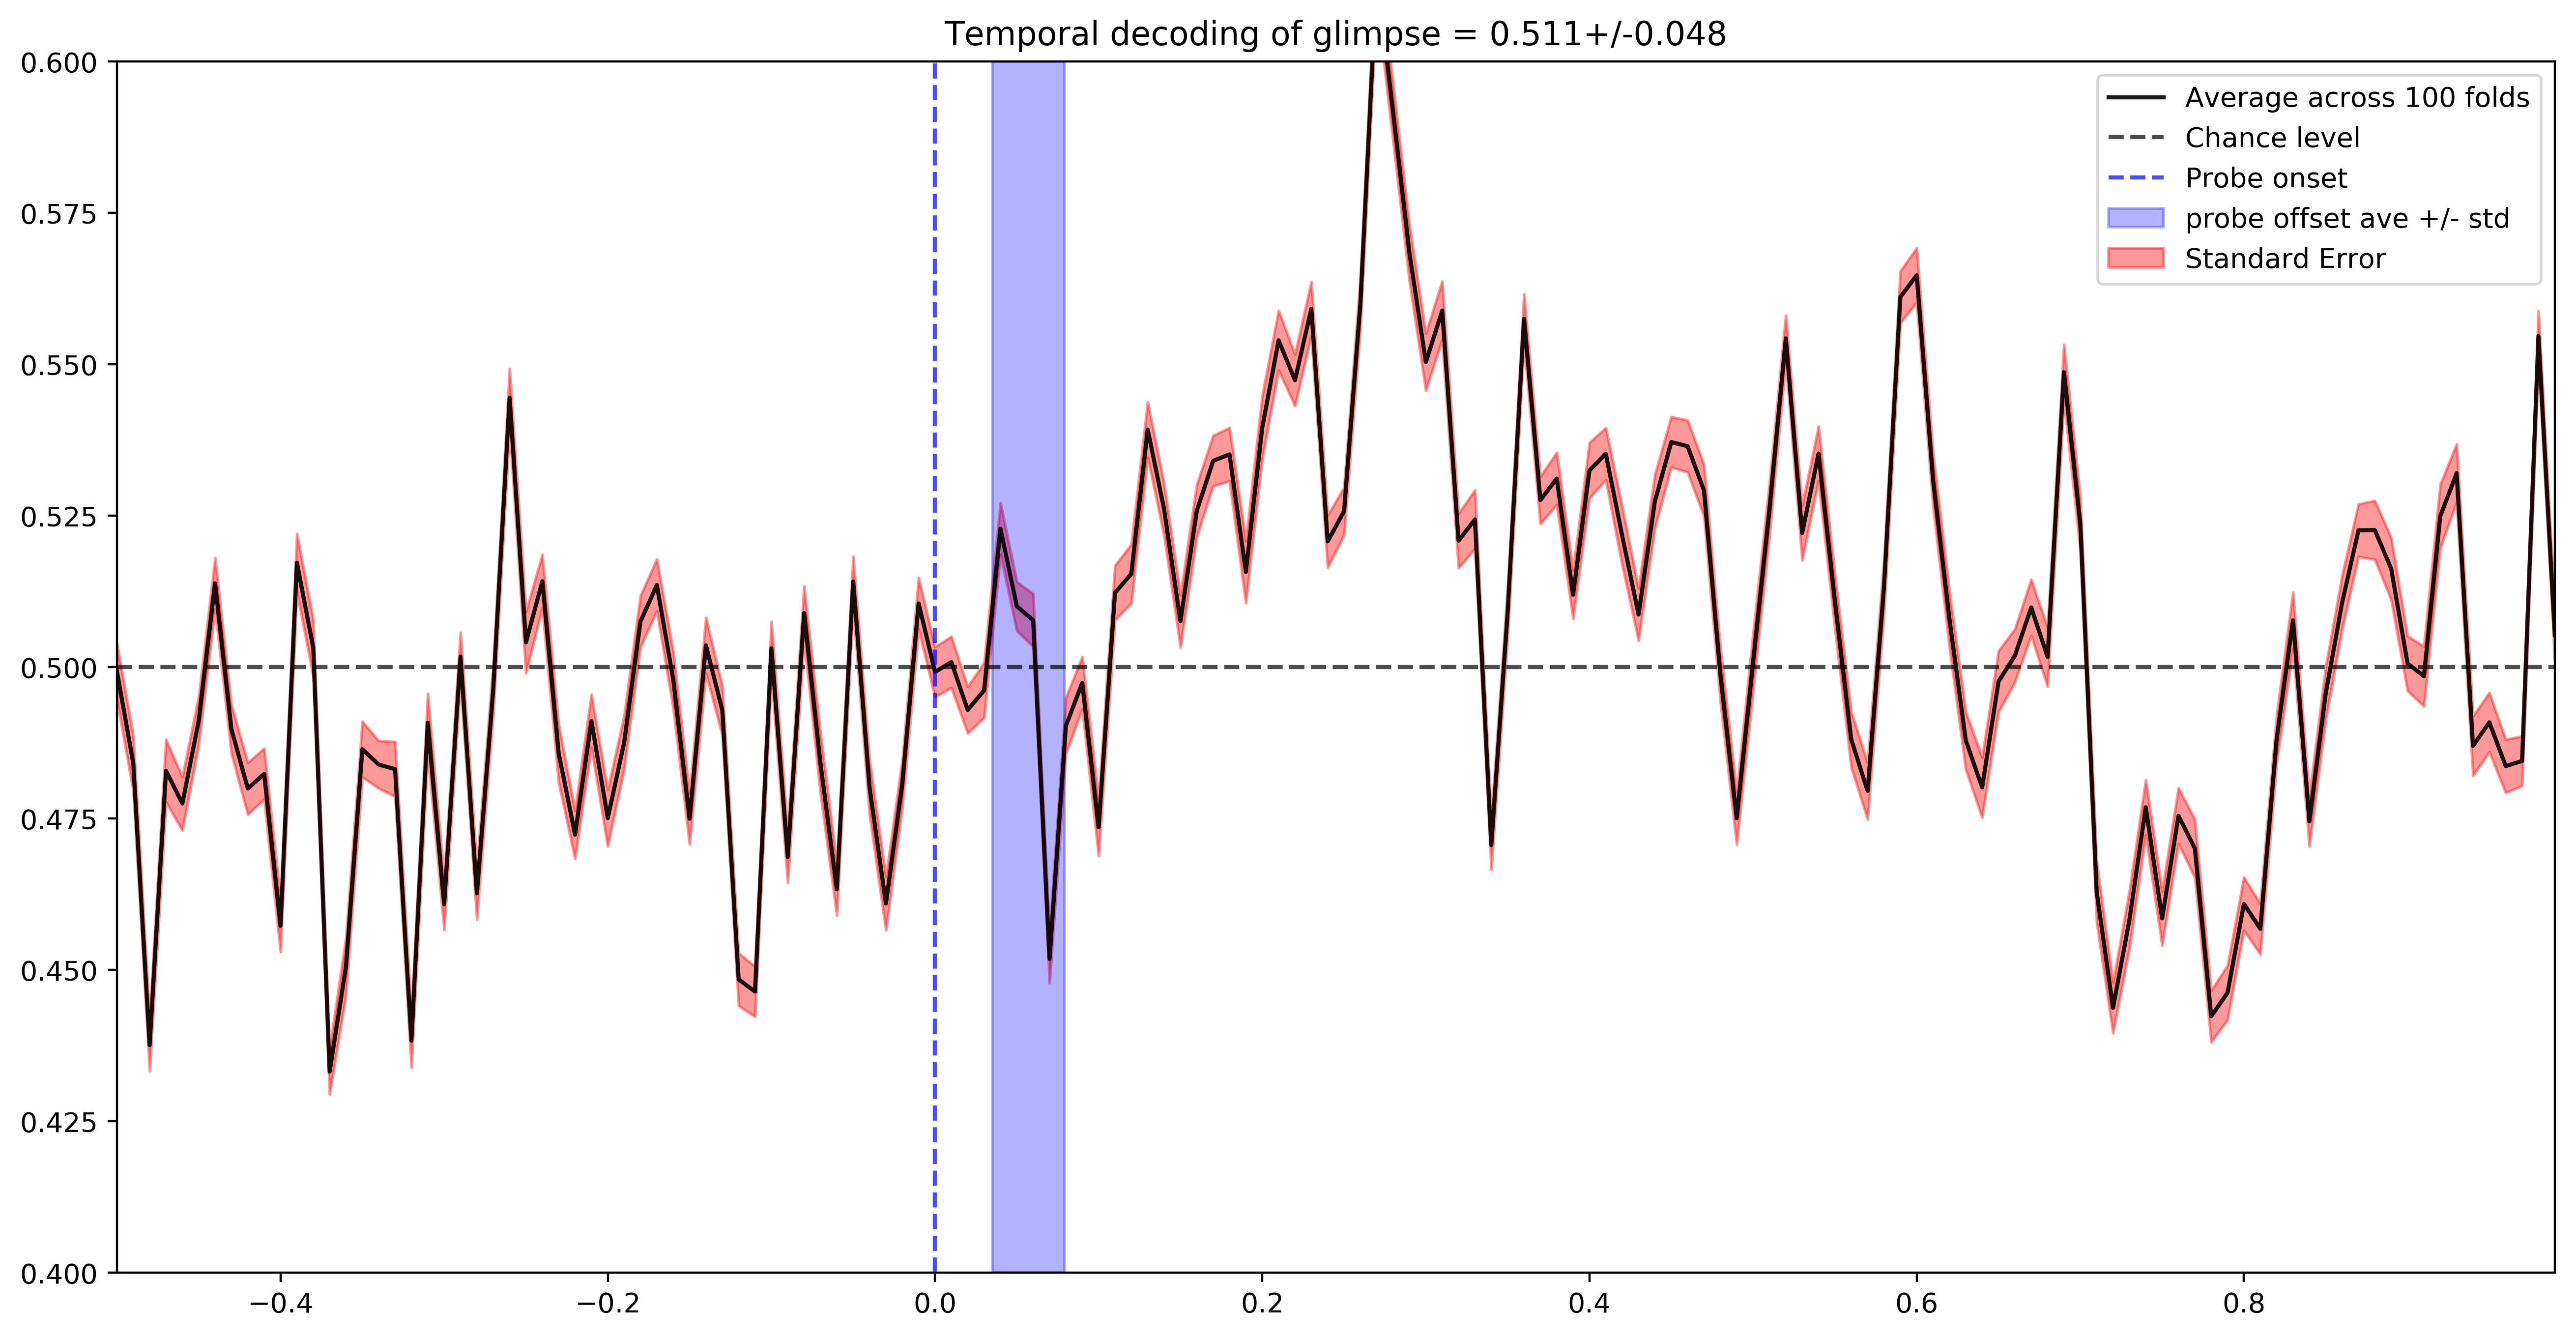 Temporal decoding of glimpse = 0.511+/-0.048
0.600
0.575
0.550
0.525
0.500
0.475
0.450
0.425
0.400
Average across 100 folds
Chance level
Probe onset
probe offset ave +/- std
Standard Error
−0.4 −0.2 0.0 0.2 0.4 0.6 0.8